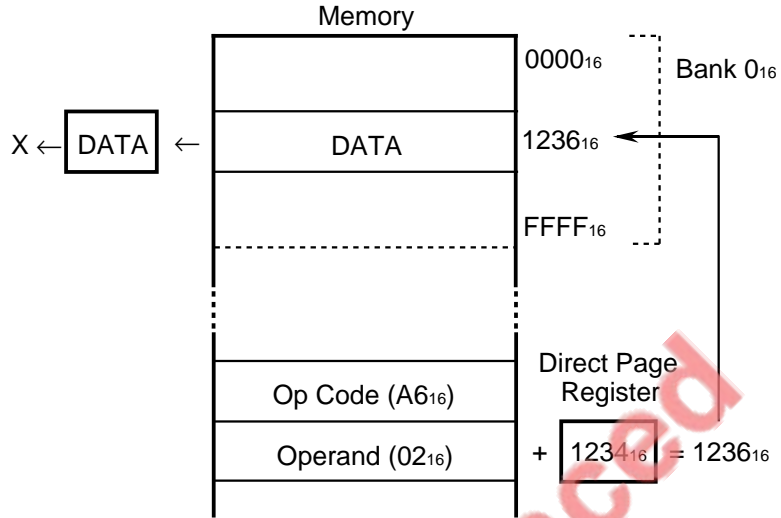 Memory
0000₁₆
Bank 0₁₆
X ← DATA ← DATA 1236₁₆
FFFF₁₆
Direct Page
Register
Op Code (A6₁₆)
Operand (02₁₆) + 1234₁₆ = 1236₁₆